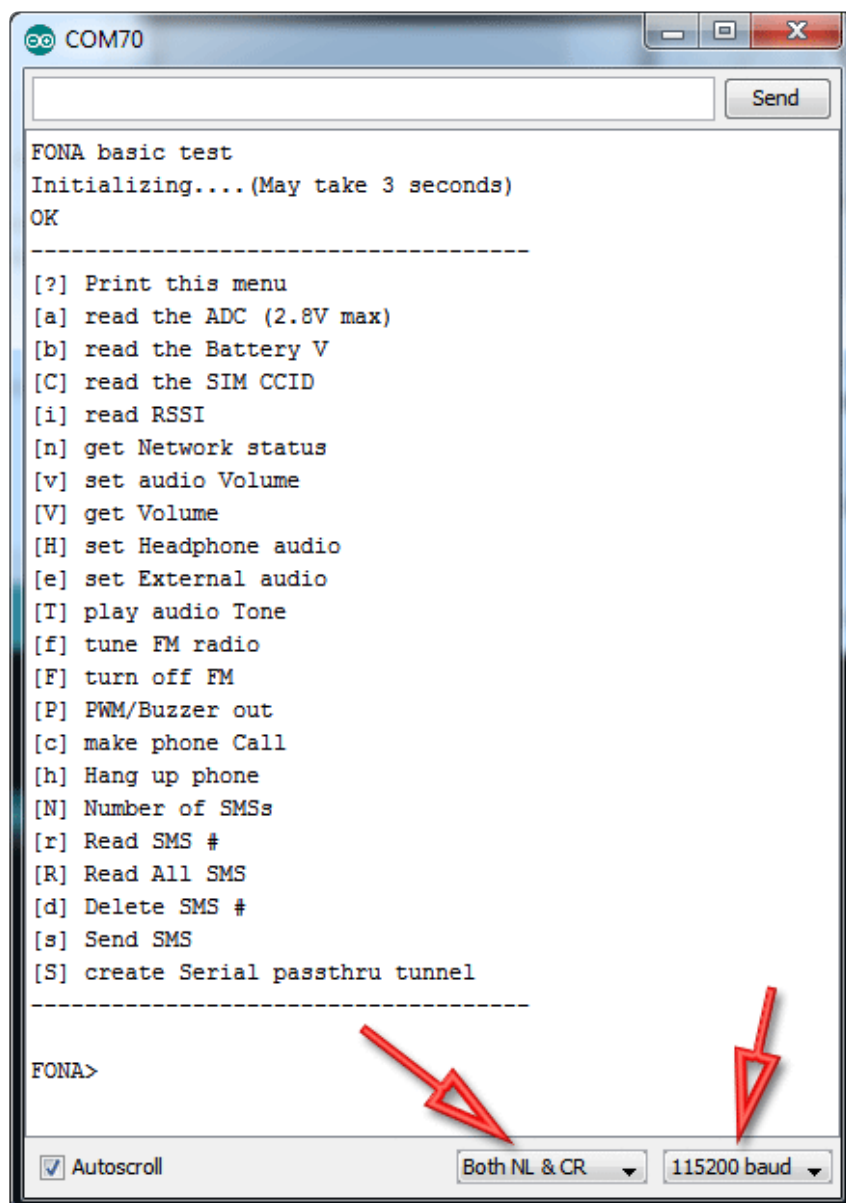 COM70
Send
FONA basic test
Initializing....(May take 3 seconds)
OK
-------------------------------------
[?] Print this menu
[a] read the ADC (2.8V max)
[b] read the Battery V
[C] read the SIM CCID
[i] read RSSI
[n] get Network status
[v] set audio Volume
[V] get Volume
[H] set Headphone audio
[e] set External audio
[T] play audio Tone
[f] tune FM radio
[F] turn off FM
[P] PWM/Buzzer out
[c] make phone Call
[h] Hang up phone
[N] Number of SMSs
[r] Read SMS #
[R] Read All SMS
[d] Delete SMS #
[s] Send SMS
[S] create Serial passthru tunnel
-------------------------------------
FONA>
Autoscroll Both NL & CR 115200 baud